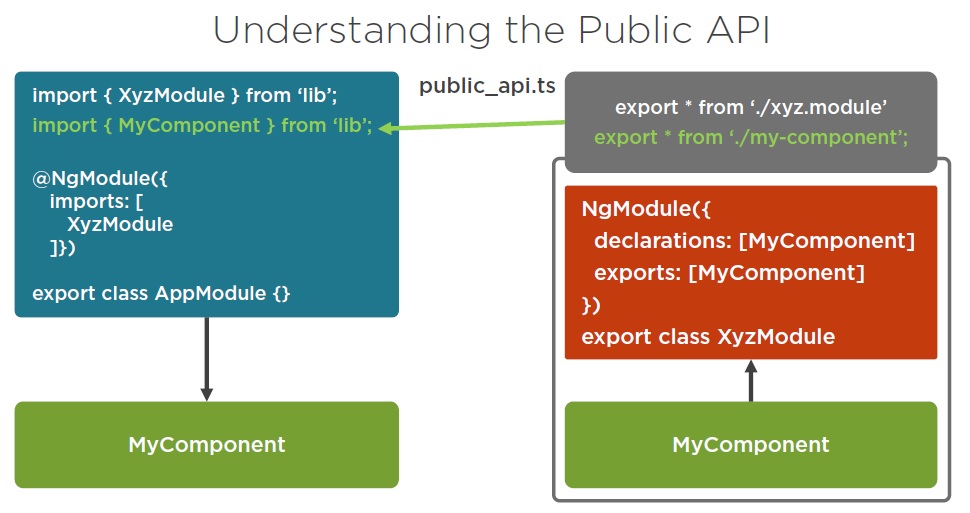 Understanding the Public API
import { XyzModule } from ‘lib’;
import { MyComponent } from ‘lib’;
@NgModule({
imports: [
XyzModule
]})
export class AppModule {}
MyComponent
public_api.ts
export * from ‘./xyz.module’
export * from ‘./my-component’;
NgModule({
declarations: [MyComponent]
exports: [MyComponent]
})
export class XyzModule
MyComponent